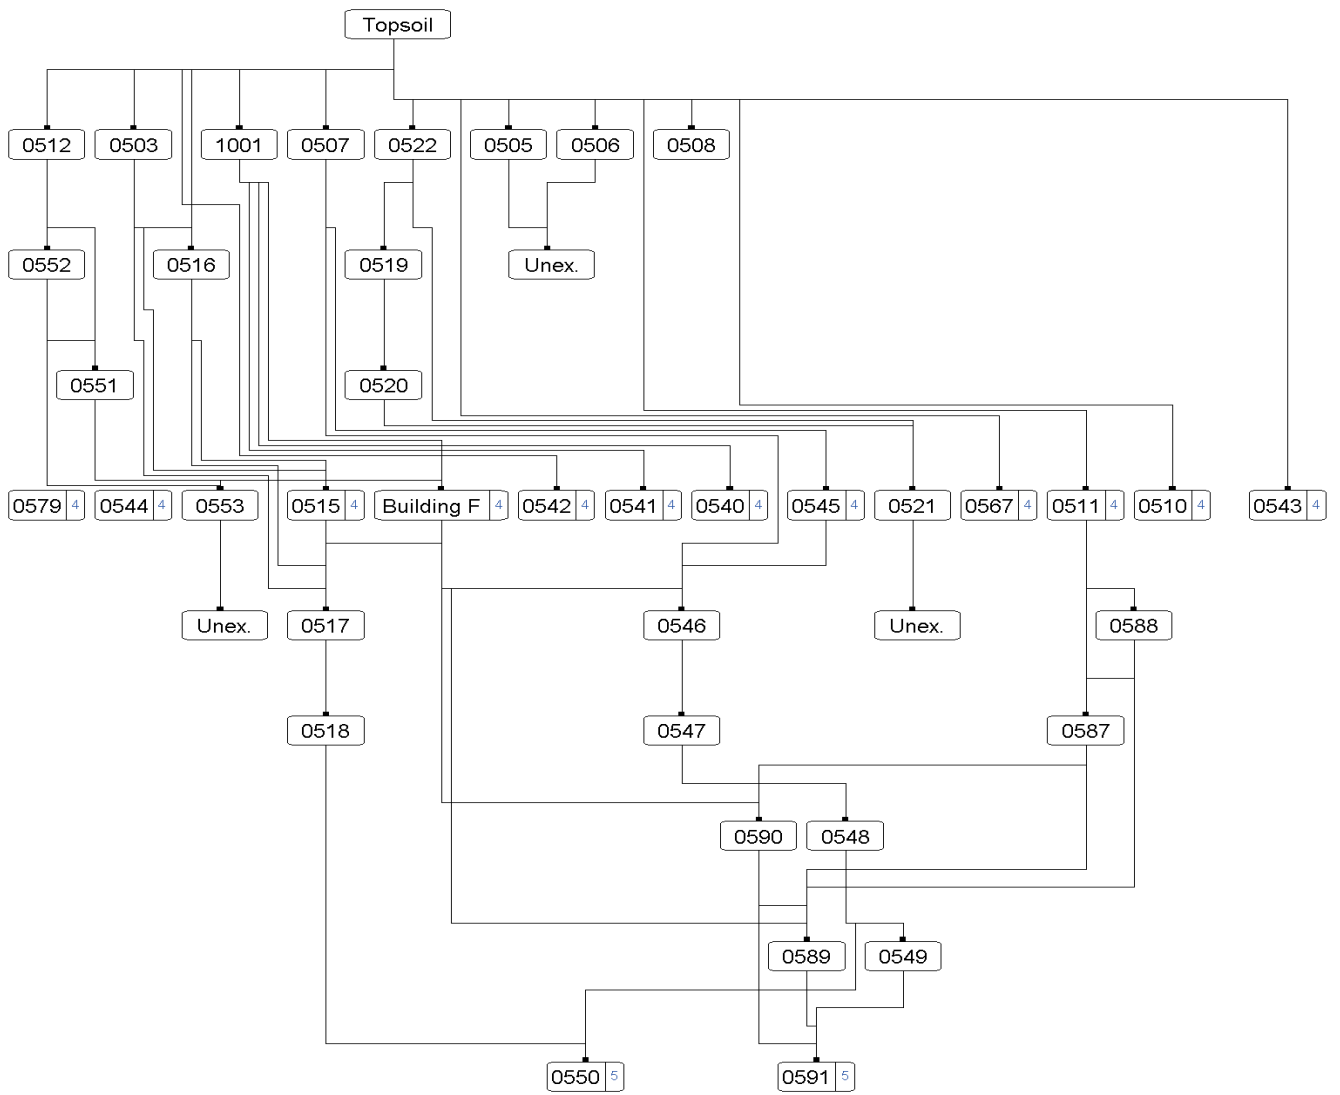 Topsoil
0512 0503 1001 0507 0522 0505 0506 0508
0552 0516 0519 Unex.
0551 0520
0579 4 0544 4 0553 0515 4 Building F 4 0542 4 0541 4 0540 4 0545 4 0521 0567 4 0511 4 0510 4 0543 4
Unex. 0517 0546 Unex. 0588
0518 0547 0587
0590 0548
0589 0549
0550 5 0591 5